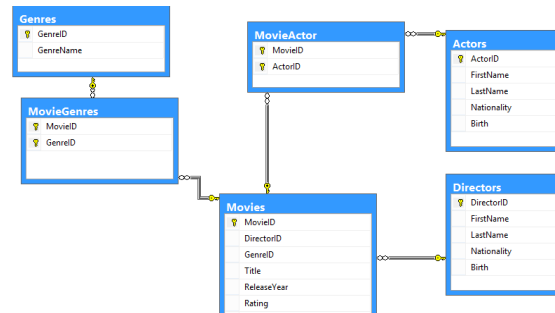 Genres
GenreID
GenreName
MovieGenres
MovieID
GenreID
MovieActor
MovieID
ActorID
Actors
ActorID
FirstName
LastName
Nationality
Birth
Movies
MovieID
DirectorID
GenreID
Title
ReleaseYear
Rating
Directors
DirectorID
FirstName
LastName
Nationality
Birth